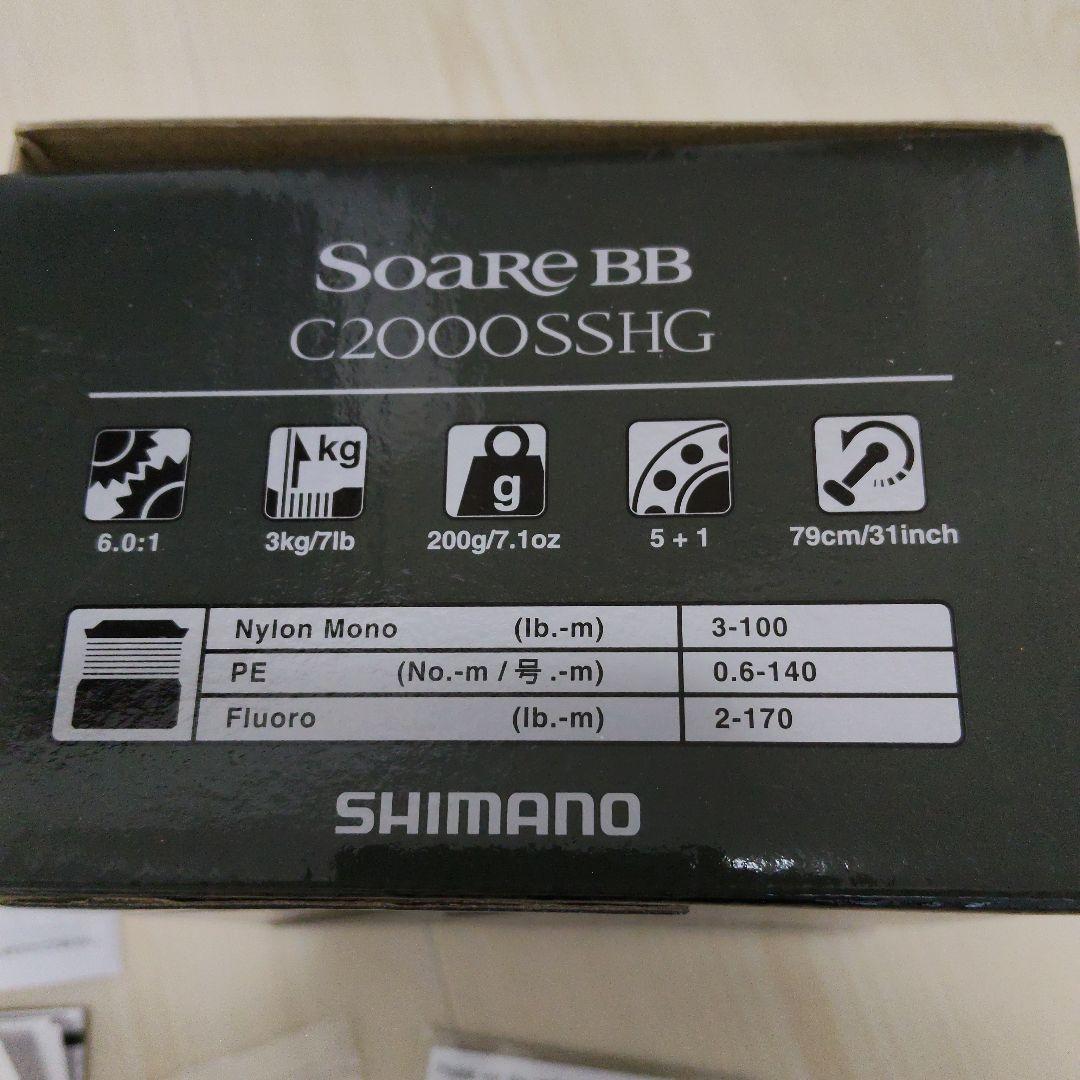 Soare BB
C2000SSHG
kg
g
6.0:1 3kg/7lb 200g/7.1oz 5 + 1 79cm/31inch
Nylon Mono (lb.-m) 3-100
PE (No.-m / 号 .-m) 0.6-140
Fluoro (lb.-m) 2-170
SHIMANO